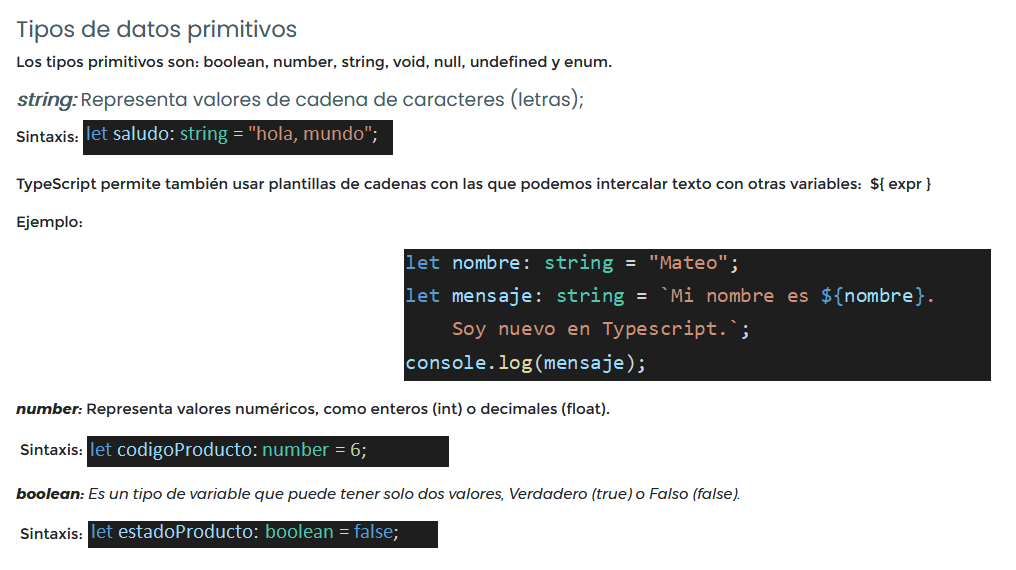 Tipos de datos primitivos
Los tipos primitivos son: boolean, number, string, void, null, undefined y enum.
string: Representa valores de cadena de caracteres (letras);
Sintaxis: let saludo: string = "hola, mundo";
TypeScript permite también usar plantillas de cadenas con las que podemos intercalar texto con otras variables: ${ expr }
Ejemplo:
let nombre: string = "Mateo";
let mensaje: string = `Mi nombre es ${nombre}.
Soy nuevo en Typescript.`;
console.log(mensaje);
number: Representa valores numéricos, como enteros (int) o decimales (float).
Sintaxis: let codigoProducto: number = 6;
boolean: Es un tipo de variable que puede tener solo dos valores, Verdadero (true) o Falso (false).
Sintaxis: let estadoProducto: boolean = false;